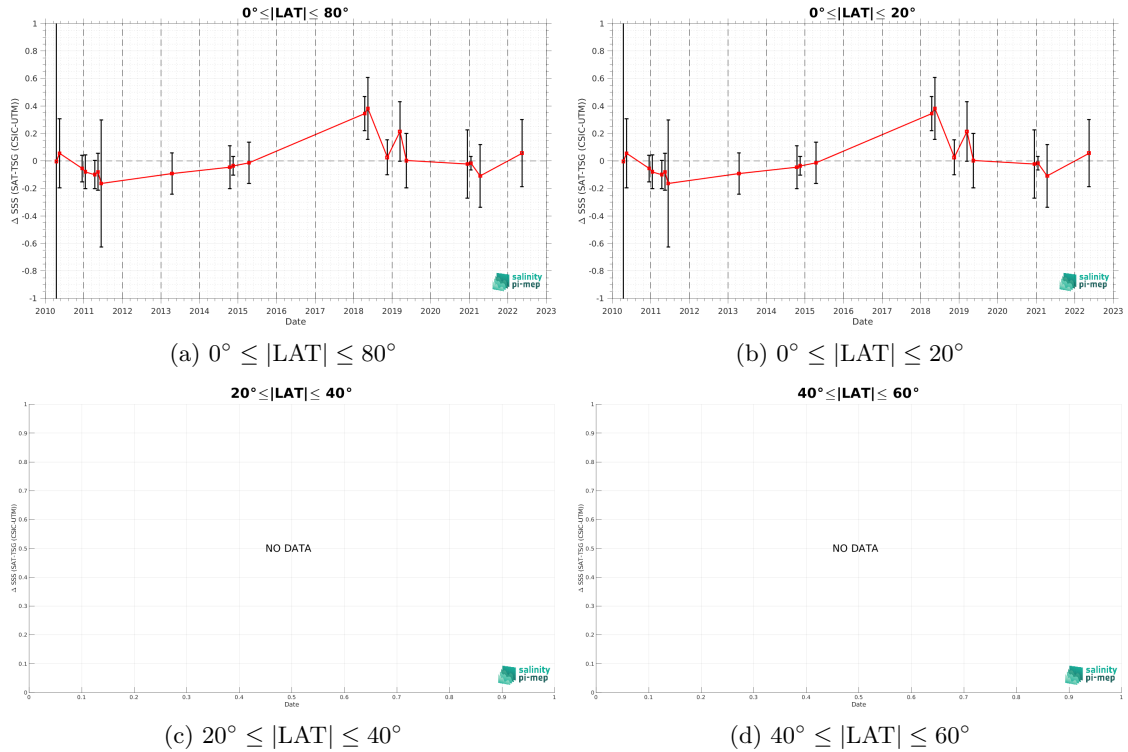 0°≤|LAT|≤ 80°
1
0.8
0.6
0.4
0.2
0
-0.2
-0.4
-0.6
-0.8
-1
Δ SSS (SAT-TSG (CSIC-UTM))
2010 2011 2012 2013 2014 2015 2016 2017 2018 2019 2020 2021 2022 2023
Date
salinity
pi-mep
(a) 0° ≤ |LAT| ≤ 80°
0°≤|LAT|≤ 20°
1
0.8
0.6
0.4
0.2
0
-0.2
-0.4
-0.6
-0.8
-1
Δ SSS (SAT-TSG (CSIC-UTM))
2010 2011 2012 2013 2014 2015 2016 2017 2018 2019 2020 2021 2022 2023
Date
salinity
pi-mep
(b) 0° ≤ |LAT| ≤ 20°
20°≤|LAT|≤ 40°
1
0.9
0.8
0.7
0.6
0.5
0.4
0.3
0.2
0.1
0
Δ SSS (SAT-TSG (CSIC-UTM))
NO DATA
0 0.1 0.2 0.3 0.4 0.5 0.6 0.7 0.8 0.9 1
Date
salinity
pi-mep
(c) 20° ≤ |LAT| ≤ 40°
40°≤|LAT|≤ 60°
1
0.9
0.8
0.7
0.6
0.5
0.4
0.3
0.2
0.1
0
Δ SSS (SAT-TSG (CSIC-UTM))
NO DATA
0 0.1 0.2 0.3 0.4 0.5 0.6 0.7 0.8 0.9 1
Date
salinity
pi-mep
(d) 40° ≤ |LAT| ≤ 60°